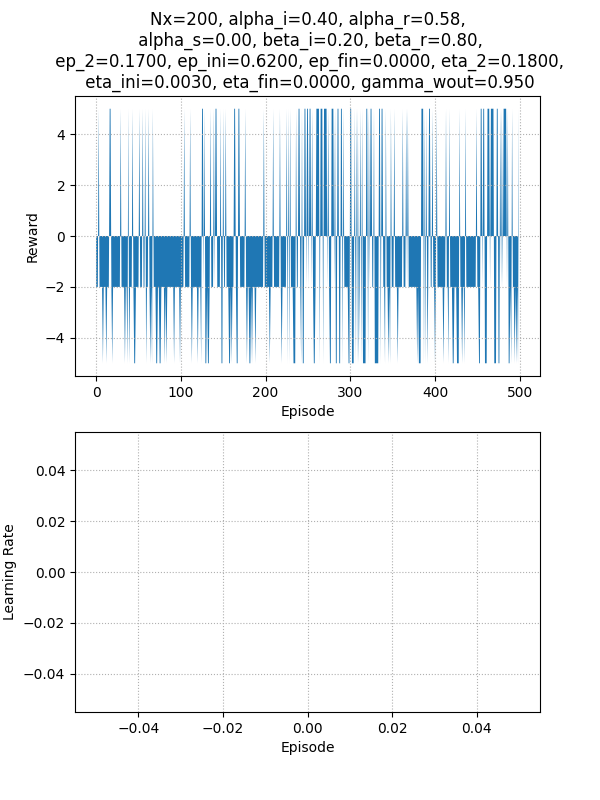 Nx=200, alpha_i=0.40, alpha_r=0.58,
alpha_s=0.00, beta_i=0.20, beta_r=0.80,
ep_2=0.1700, ep_ini=0.6200, ep_fin=0.0000, eta_2=0.1800,
eta_ini=0.0030, eta_fin=0.0000, gamma_wout=0.950
4
2
0
−2
−4
Reward
0 100 200 300 400 500
Episode
0.04
0.02
0.00
−0.02
−0.04
Learning Rate
−0.04 −0.02 0.00 0.02 0.04
Episode